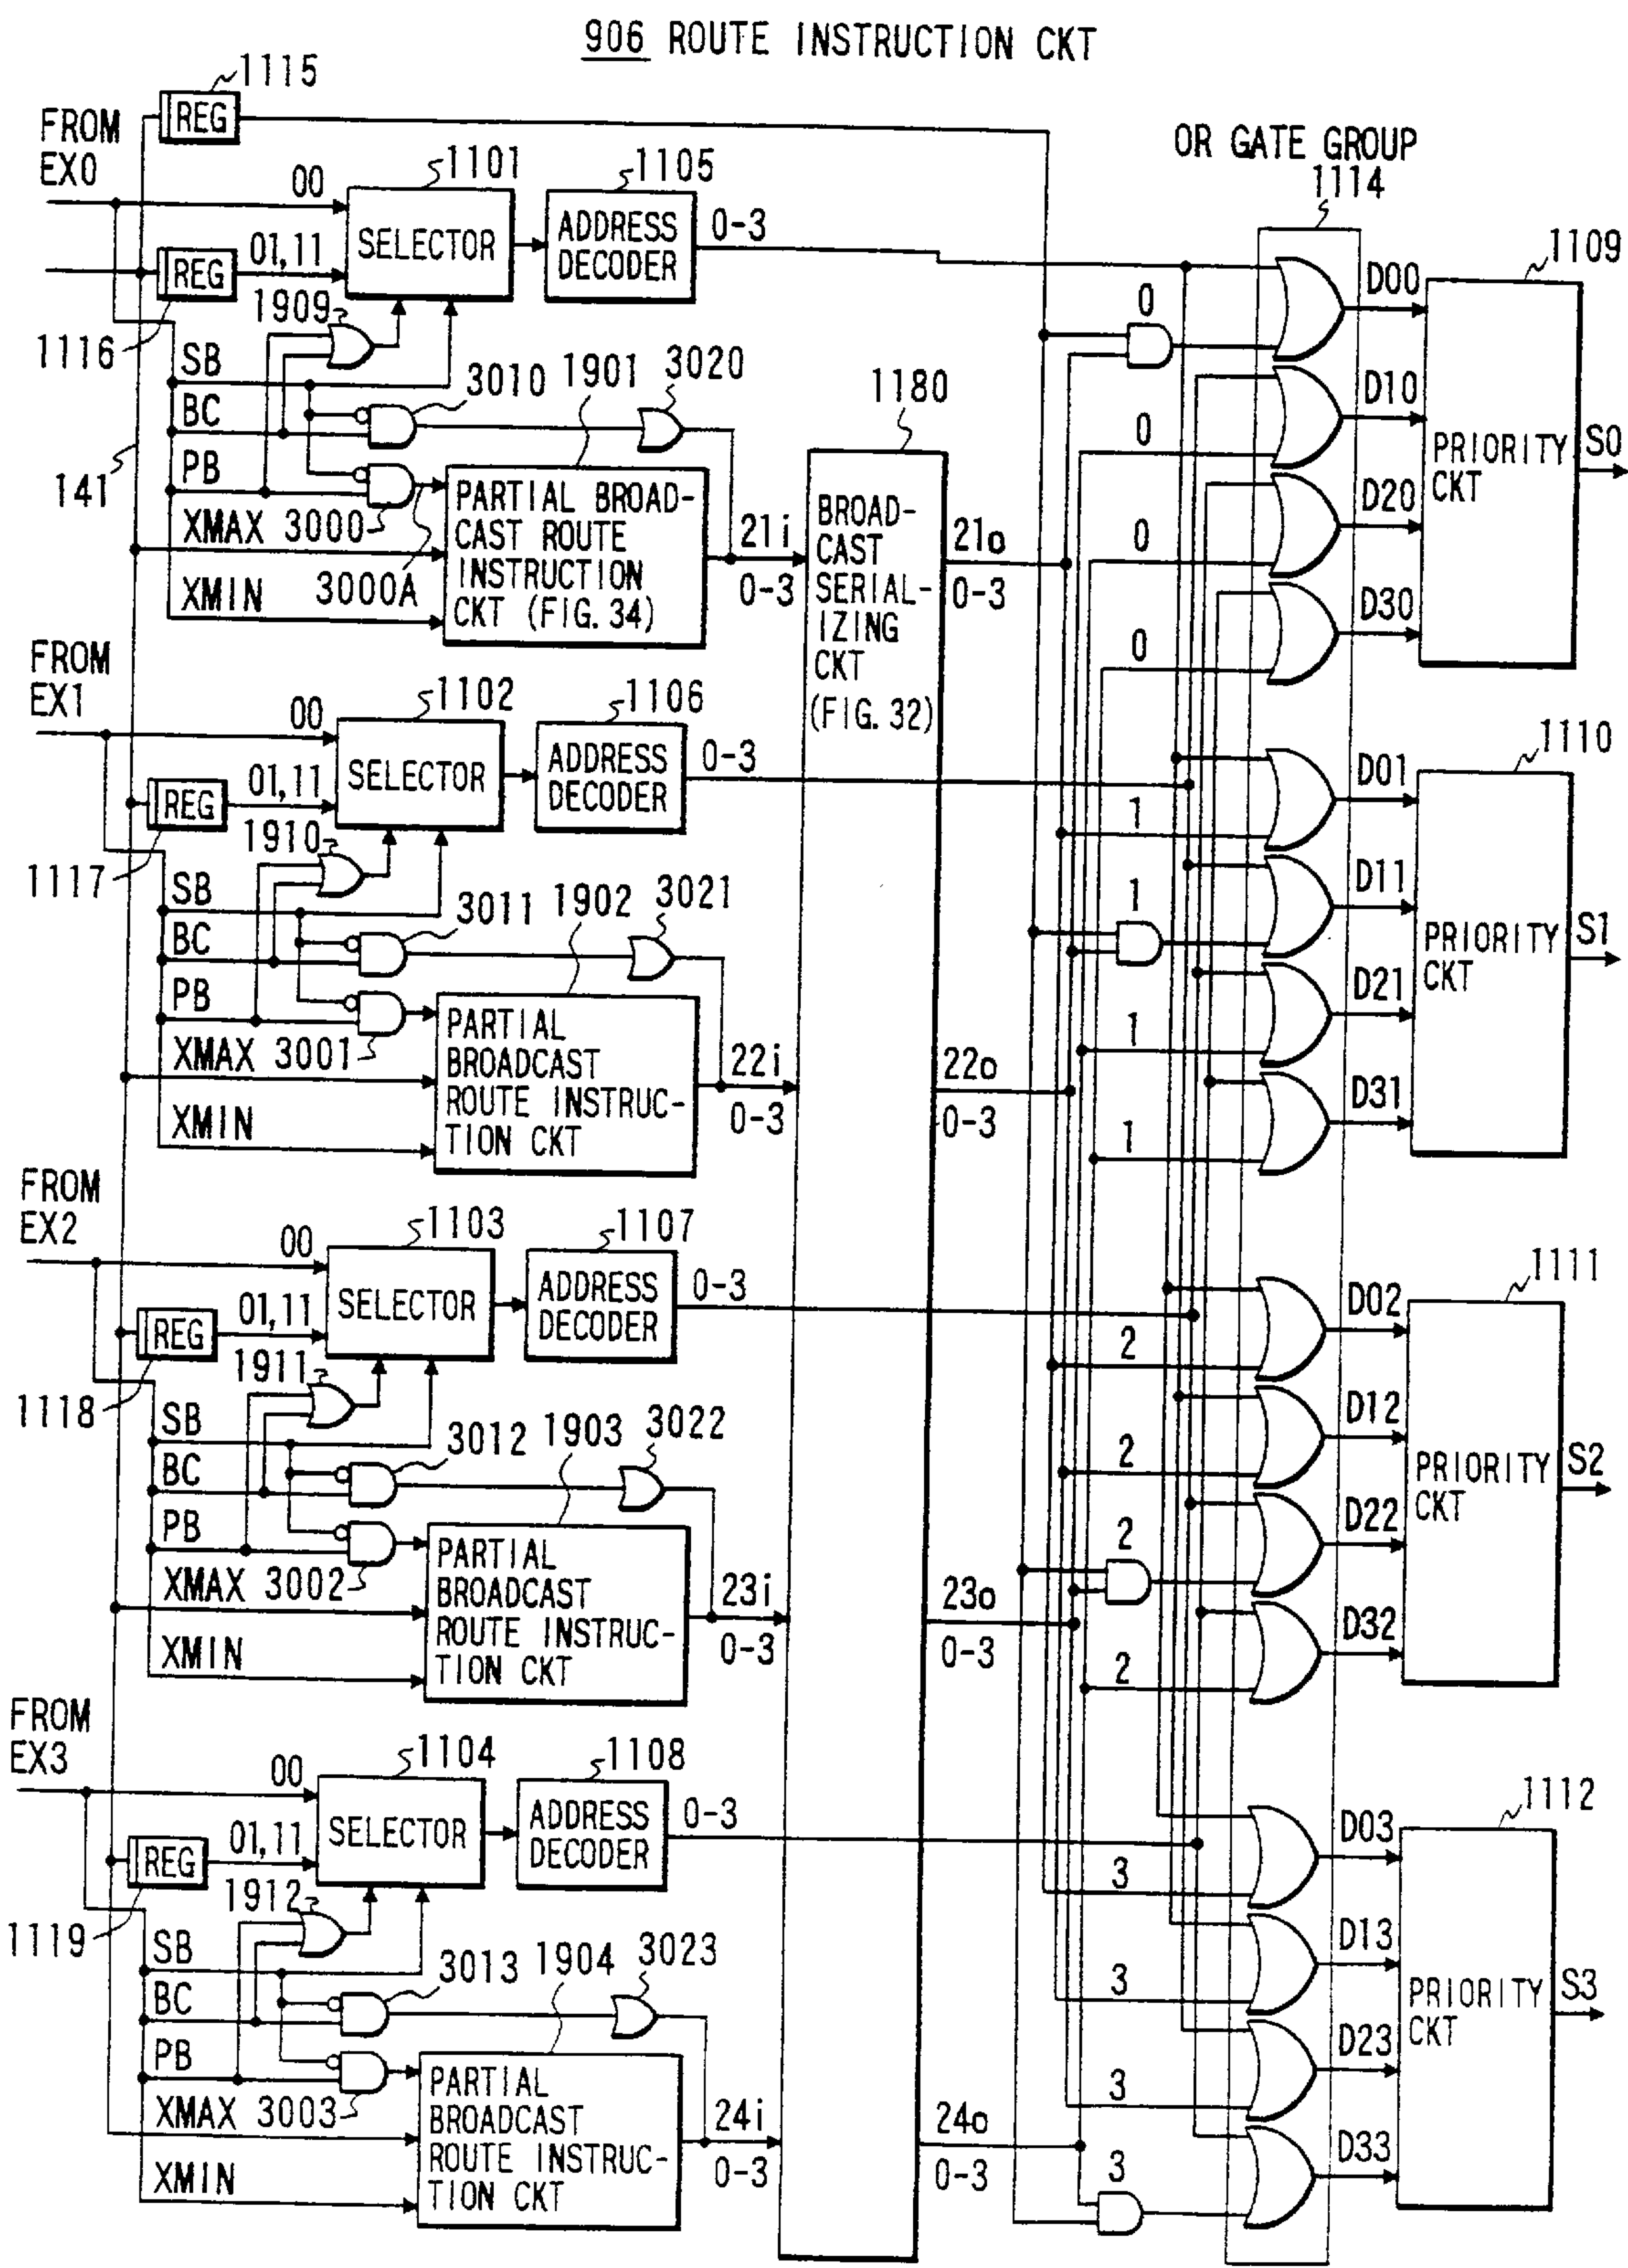 906 ROUTE INSTRUCTION CKT
1115
REG
FROM
EX0
00
1101
SELECTOR
1105
ADDRESS
DECODER
0-3
OR GATE GROUP
1114
REG
01,11
1116
1909
SB
BC
PB
141
XMAX 3000
3000A
XMIN
3010
1901
3020
PARTIAL BROAD-
CAST ROUTE
INSTRUCTION
CKT (FIG. 34)
21i
0-3
1180
BROAD-
CAST
SERIAL-
IZING
CKT
(FIG. 32)
21o
0-3
0
0
0
0
D00
D10
D20
D30
1109
PRIORITY
CKT
S0
FROM
EX1
00
1102
SELECTOR
1106
ADDRESS
DECODER
0-3
REG
01,11
1117
1910
SB
BC
PB
XMAX 3001
XMIN
3011
1902
3021
PARTIAL
BROADCAST
ROUTE INSTRUC-
TION CKT
22i
0-3
22o
0-3
1
1
1
1
D01
D11
D21
D31
1110
PRIORITY
CKT
S1
FROM
EX2
00
1103
SELECTOR
1107
ADDRESS
DECODER
0-3
REG
01,11
1118
1911
SB
BC
PB
XMAX 3002
XMIN
3012
1903
3022
PARTIAL
BROADCAST
ROUTE INSTRUC-
TION CKT
23i
0-3
23o
0-3
2
2
2
2
D02
D12
D22
D32
1111
PRIORITY
CKT
S2
FROM
EX3
00
1104
SELECTOR
1108
ADDRESS
DECODER
0-3
REG
01,11
1119
1912
SB
BC
PB
XMAX 3003
XMIN
3013
1904
3023
PARTIAL
BROADCAST
ROUTE INSTRUC-
TION CKT
24i
0-3
24o
0-3
3
3
3
3
D03
D13
D23
D33
1112
PRIORITY
CKT
S3